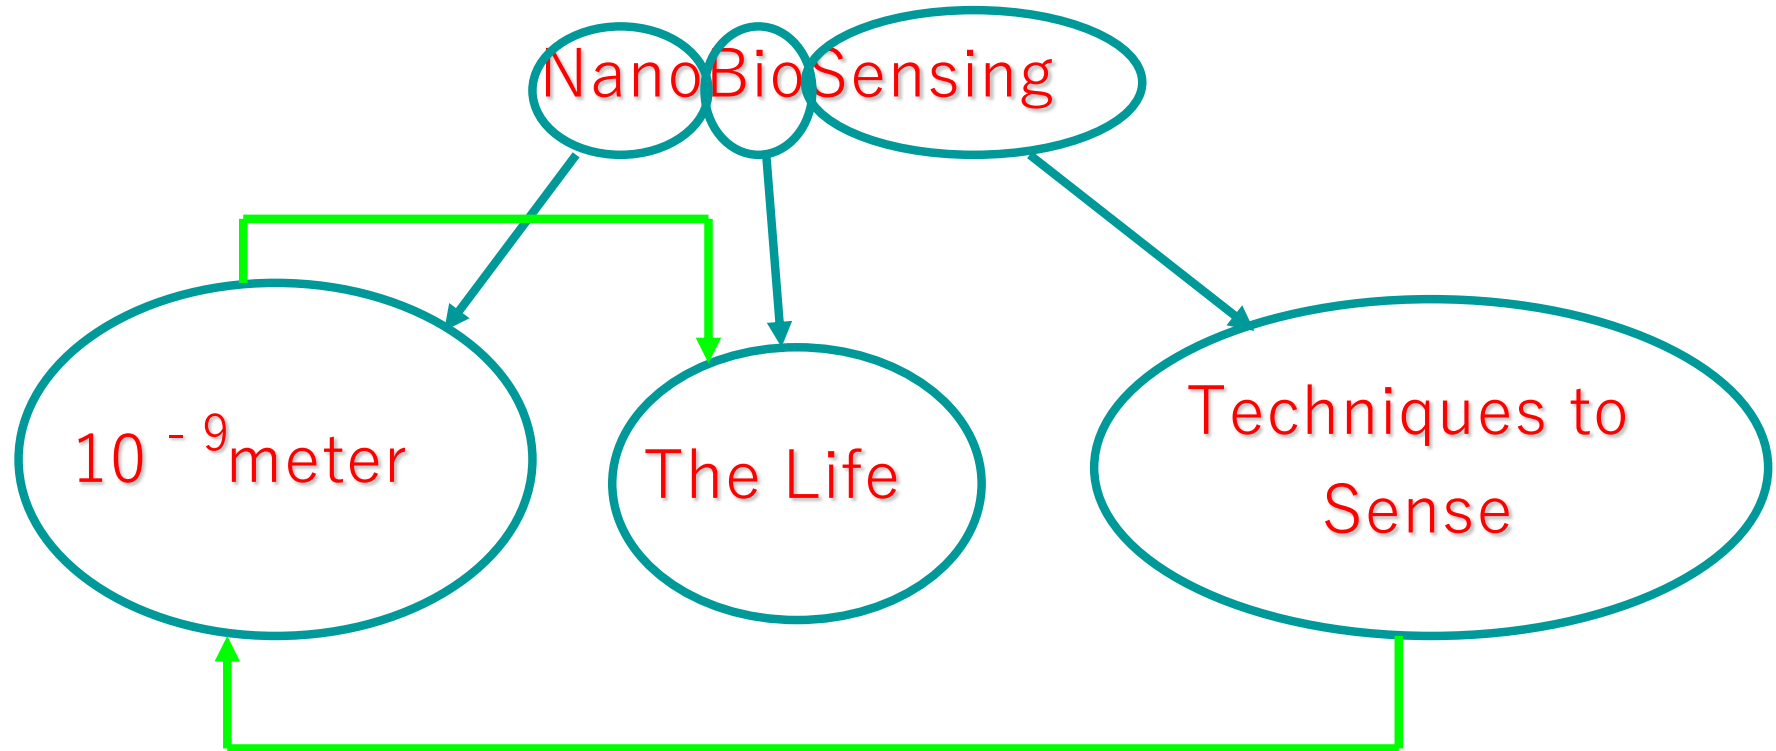 NanoBioSensing
10 ⁻⁹meter
The Life
Techniques to
Sense